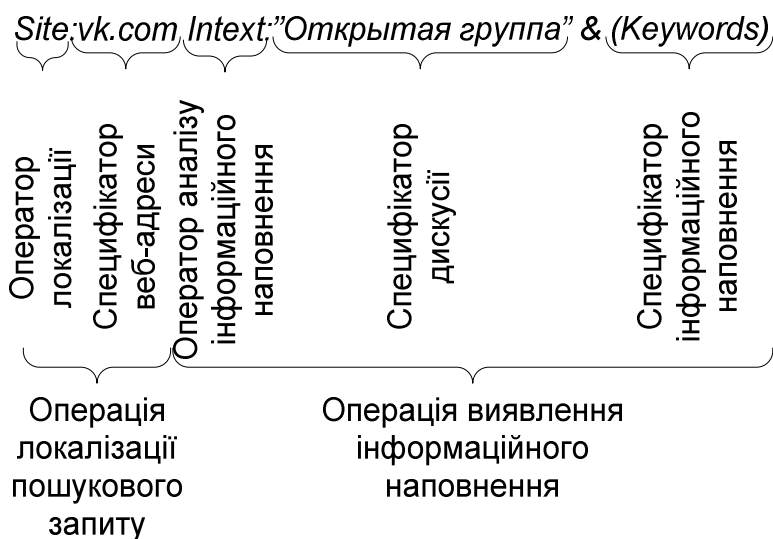 Site:vk.com Intext:”Открытая группа” & (Keywords)
Оператор
локалізації
Специфікатор
веб-адреси
Оператор аналізу
інформаційного
наповнення
Специфікатор
дискусії
Специфікатор
інформаційного
наповнення
Операція
локалізації
пошукового
запиту
Операція виявлення
інформаційного
наповнення